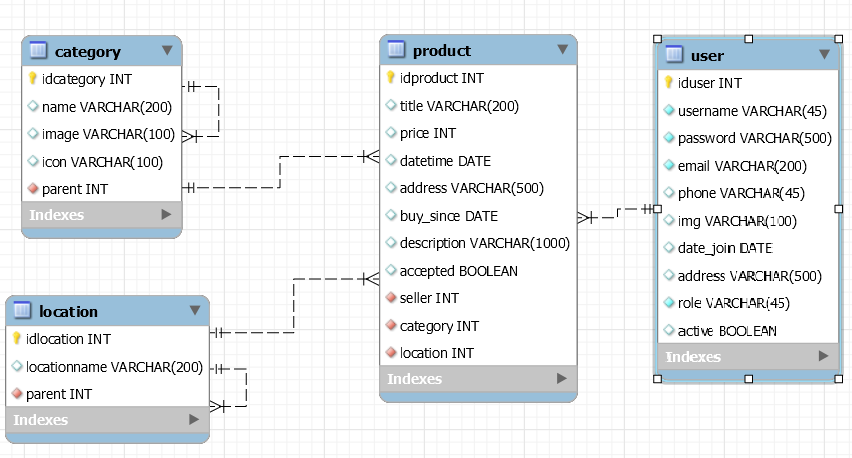 category
idcategory INT
name VARCHAR(200)
image VARCHAR(100)
icon VARCHAR(100)
parent INT
Indexes
location
idlocation INT
locationname VARCHAR(200)
parent INT
Indexes
product
idproduct INT
title VARCHAR(200)
price INT
datetime DATE
address VARCHAR(500)
buy_since DATE
description VARCHAR(1000)
accepted BOOLEAN
seller INT
category INT
location INT
Indexes
user
iduser INT
username VARCHAR(45)
password VARCHAR(500)
email VARCHAR(200)
phone VARCHAR(45)
img VARCHAR(100)
date_join DATE
address VARCHAR(500)
role VARCHAR(45)
active BOOLEAN
Indexes